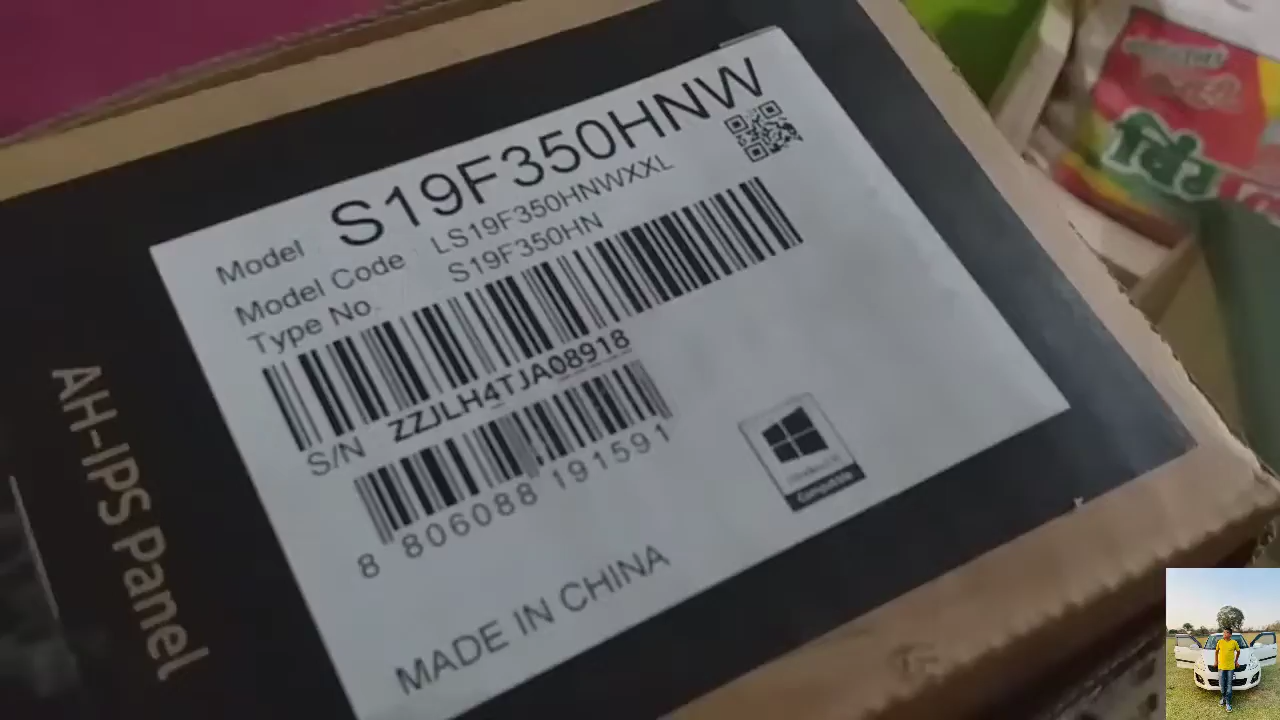 Model S19F350HNW
Model Code LS19F350HNWXXL
Type No. S19F350HN
S/N ZZJLH4TJA08918
8 806088 191591
MADE IN CHINA
AH-IPS Panel